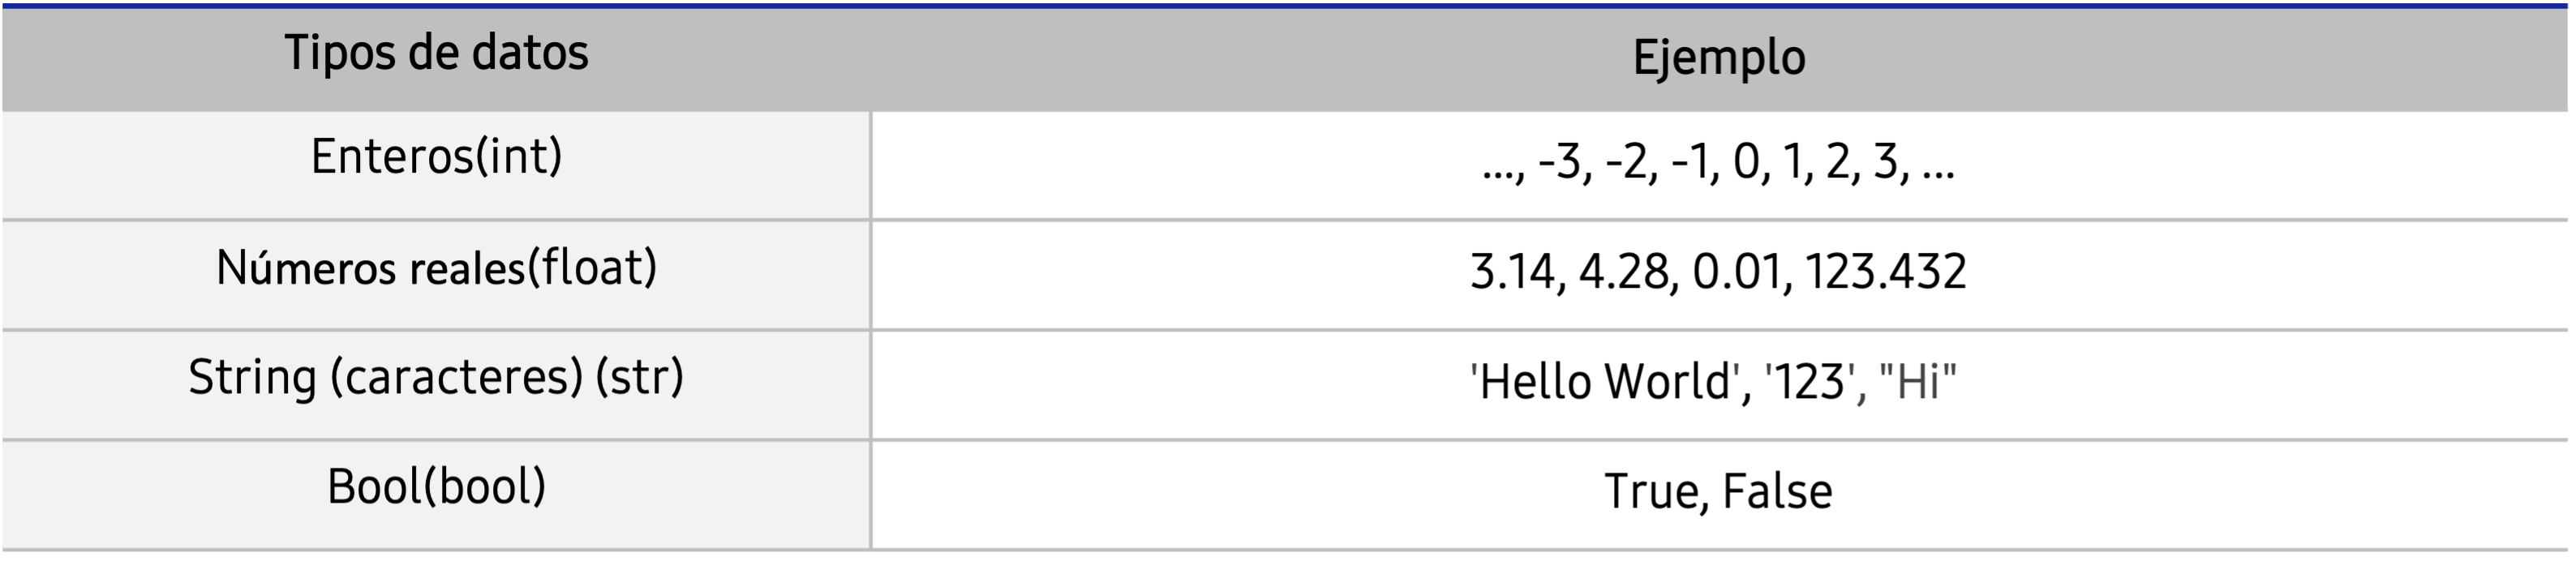 Tipos de datos
Ejemplo
Enteros(int)
..., -3, -2, -1, 0, 1, 2, 3, ...
Números reales(float)
3.14, 4.28, 0.01, 123.432
String (caracteres) (str)
'Hello World', '123', "Hi"
Bool(bool)
True, False